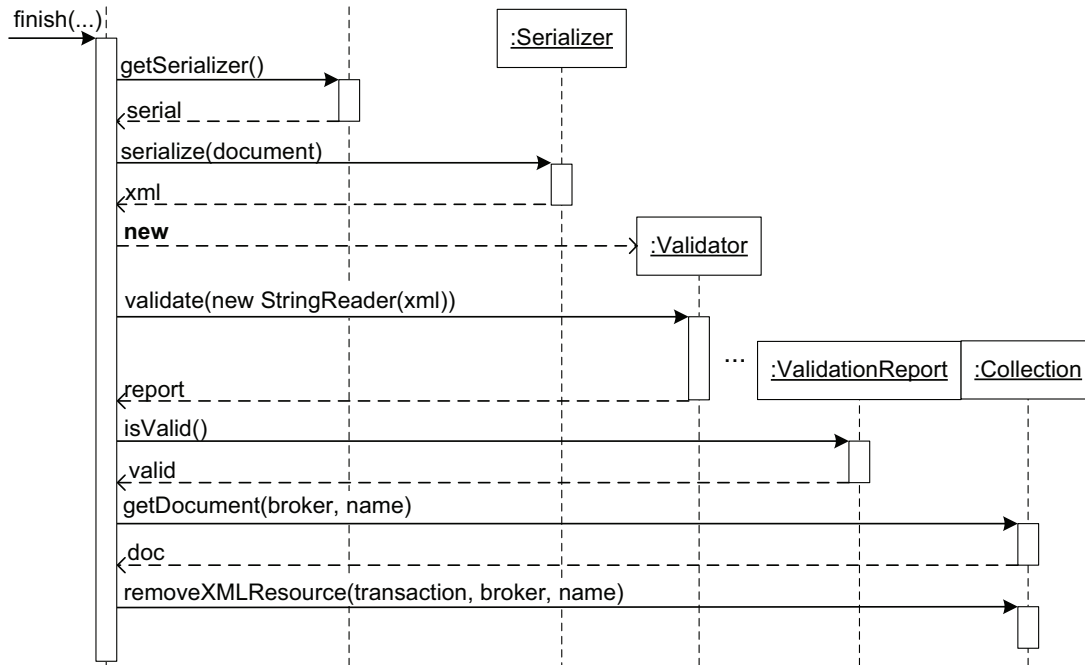 finish(...)
:Serializer
getSerializer()
serial
serialize(document)
xml
new
:Validator
validate(new StringReader(xml))
...
:ValidationReport
:Collection
report
isValid()
valid
getDocument(broker, name)
doc
removeXMLResource(transaction, broker, name)